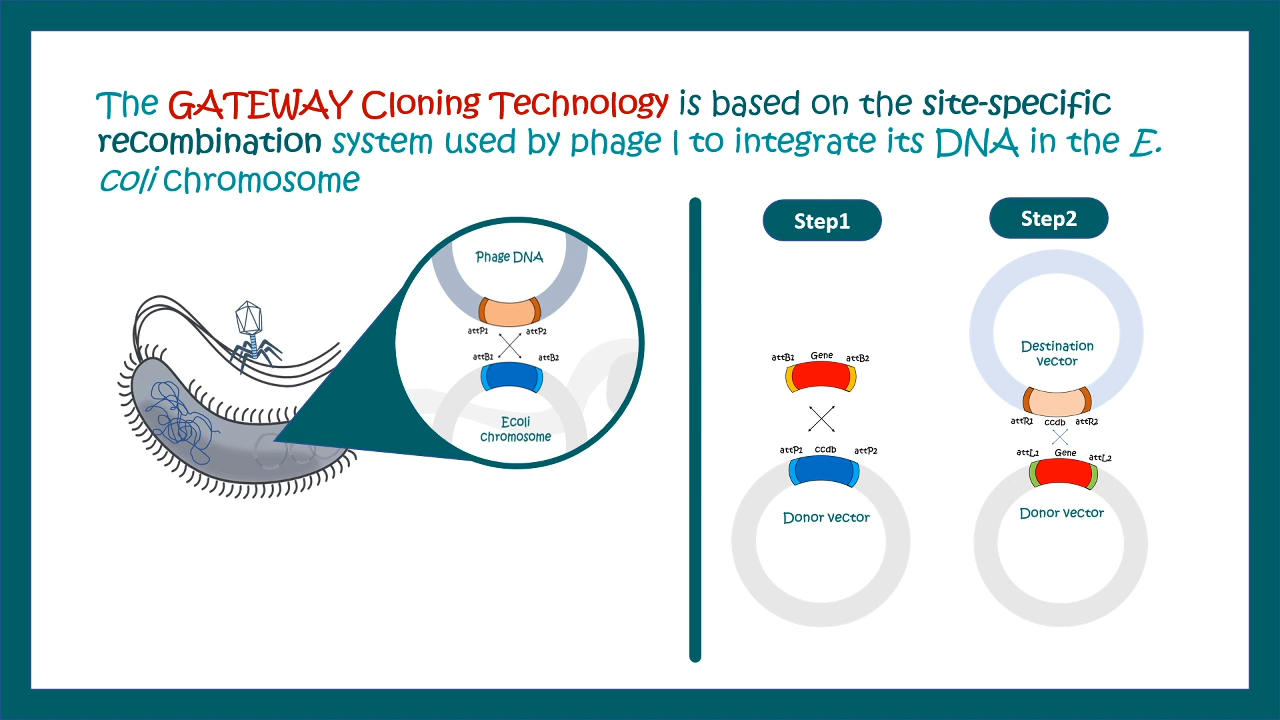 The GATEWAY Cloning Technology is based on the site-specific
recombination system used by phage l to integrate its DNA in the E.
coli chromosome
Phage DNA
attP1 attP2
attB1 attB2
Ecoli
chromosome
Step1
attB1 Gene attB2
attP1 ccdb attP2
Donor vector
Step2
Destination
vector
attR1 ccdb attR2
attL1 Gene attL2
Donor vector